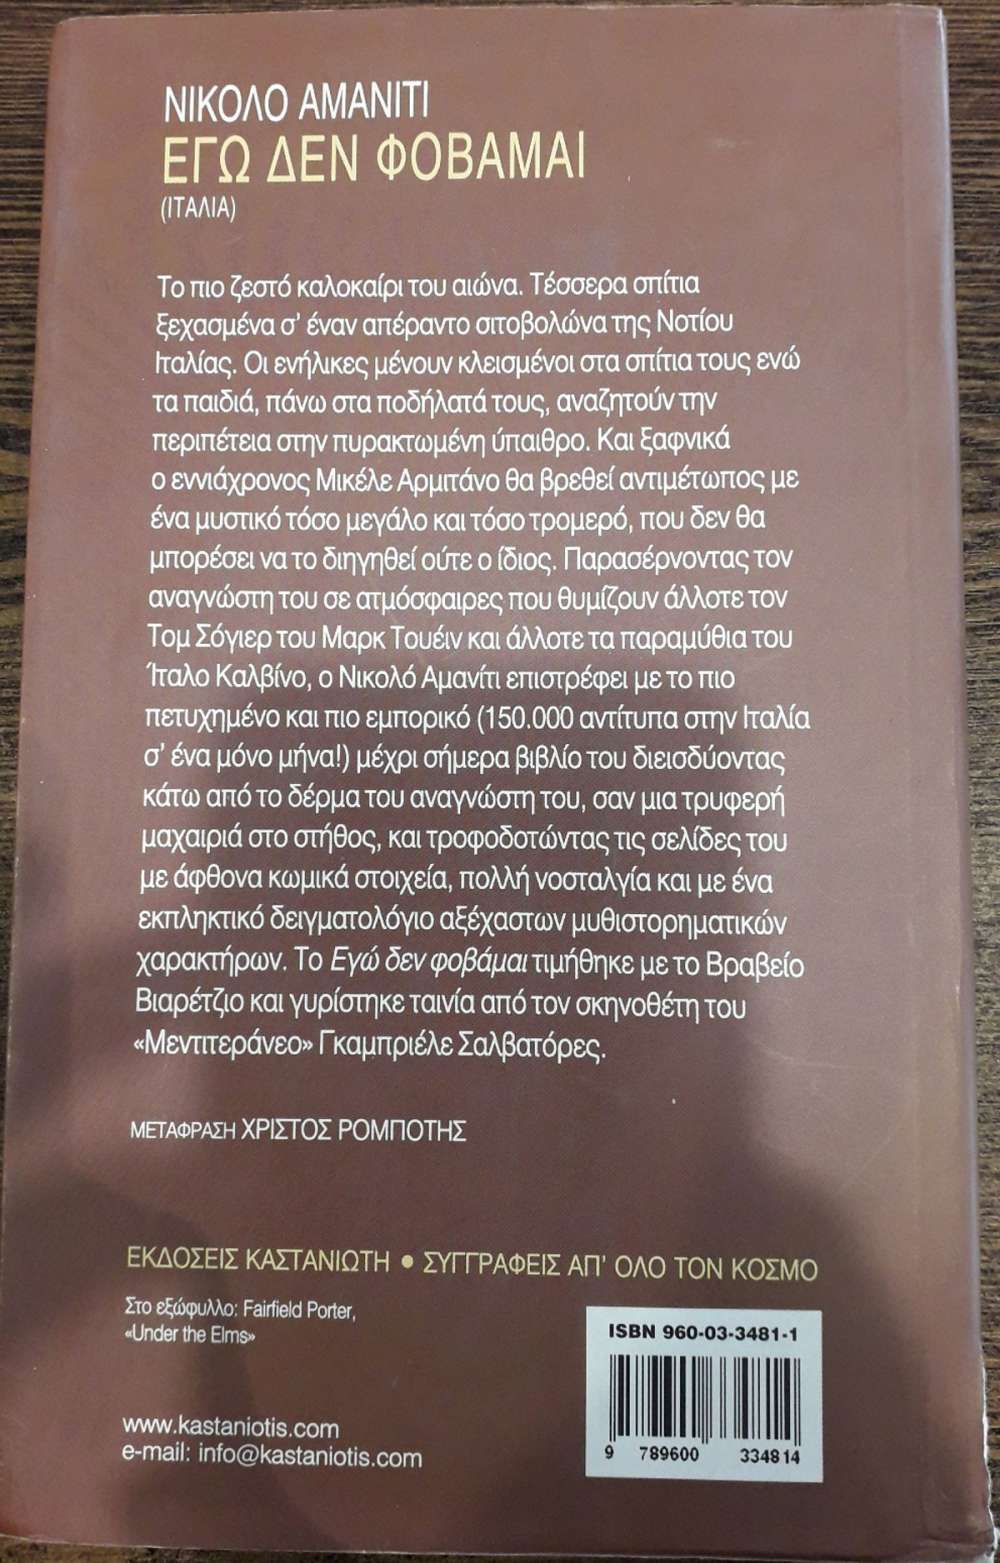 ΝΙΚΟΛΟ ΑΜΑΝΙΤΙ
ΕΓΩ ΔΕΝ ΦΟΒΑΜΑΙ
(ΙΤΑΛΙΑ)
Το πιο ζεστό καλοκαίρι του αιώνα. Τέσσερα σπίτια
ξεχασμένα σ' έναν απέραντο σιτοβολώνα της Νοτίου
Ιταλίας. Οι ενήλικες μένουν κλεισμένοι στα σπίτια τους ενώ
τα παιδιά, πάνω στα ποδήλατά τους, αναζητούν την
περιπέτεια στην πυρακτωμένη ύπαιθρο. Και ξαφνικά
ο εννιάχρονος Μικέλε Αρμιτάνο θα βρεθεί αντιμέτωπος με
ένα μυστικό τόσο μεγάλο και τόσο τρομερό, που δεν θα
μπορέσει να το διηγηθεί ούτε ο ίδιος. Παρασέρνοντας τον
αναγνώστη του σε ατμόσφαιρες που θυμίζουν άλλοτε τον
Τομ Σόγιερ του Μαρκ Τουέιν και άλλοτε τα παραμύθια του
Ίταλο Καλβίνο, ο Νικολό Αμανίτι επιστρέφει με το πιο
πετυχημένο και πιο εμπορικό (150.000 αντίτυπα στην Ιταλία
σ' ένα μόνο μήνα!) μέχρι σήμερα βιβλίο του διεισδύοντας
κάτω από το δέρμα του αναγνώστη του, σαν μια τρυφερή
μαχαιριά στο στήθος, και τροφοδοτώντας τις σελίδες του
με άφθονα κωμικά στοιχεία, πολλή νοσταλγία και με ένα
εκπληκτικό δειγματολόγιο αξέχαστων μυθιστορηματικών
χαρακτήρων. Το Εγώ δεν φοβάμαι τιμήθηκε με το Βραβείο
Βιαρέτζιο και γυρίστηκε ταινία από τον σκηνοθέτη του
«Μεντιτεράνεο» Γκαμπριέλε Σαλβατόρες.
ΜΕΤΑΦΡΑΣΗ ΧΡΙΣΤΟΣ ΡΟΜΠΟΤΗΣ
ΕΚΔΟΣΕΙΣ ΚΑΣΤΑΝΙΩΤΗ • ΣΥΓΓΡΑΦΕΙΣ ΑΠ' ΟΛΟ ΤΟΝ ΚΟΣΜΟ
Στο εξώφυλλο: Fairfield Porter,
«Under the Elms»
ISBN 960-03-3481-1
9 789600 334814
www.kastaniotis.com
e-mail: info@kastaniotis.com